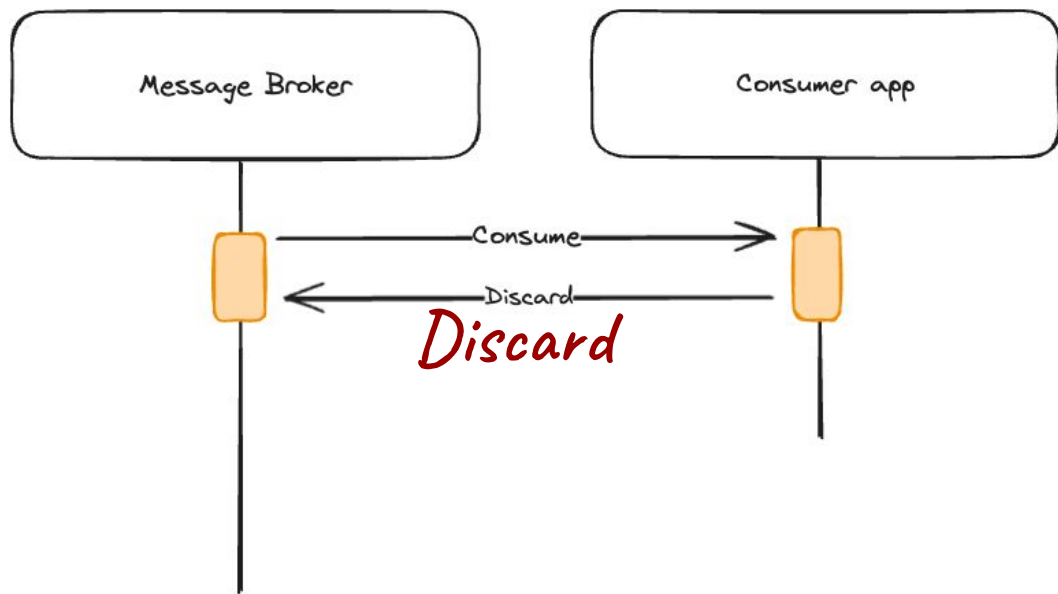 Message Broker
Consumer app
Consume
Discard
Discard